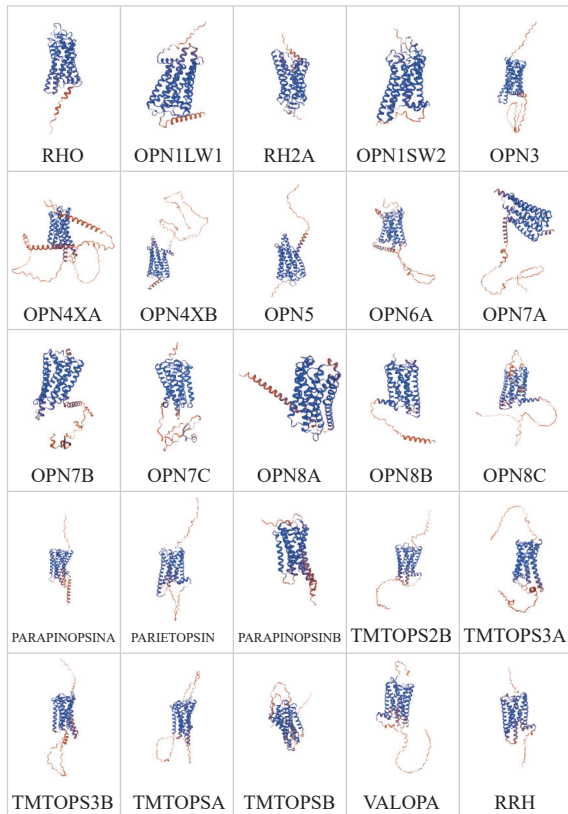 RHO OPN1LW1 RH2A OPN1SW2 OPN3
OPN4XA OPN4XB OPN5 OPN6A OPN7A
OPN7B OPN7C OPN8A OPN8B OPN8C
PARAPINOPSINA PARIETOPSIN PARAPINOPSINB TMTOPS2B TMTOPS3A
TMTOPS3B TMTOPSA TMTOPSB VALOPA RRH